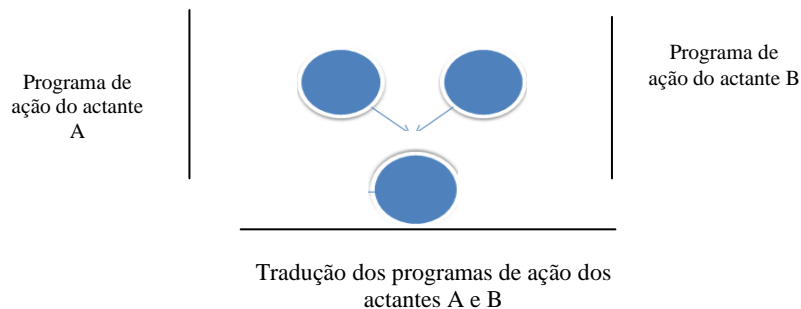 Programa de
ação do actante
A
Programa de
ação do actante B
Tradução dos programas de ação dos
actantes A e B